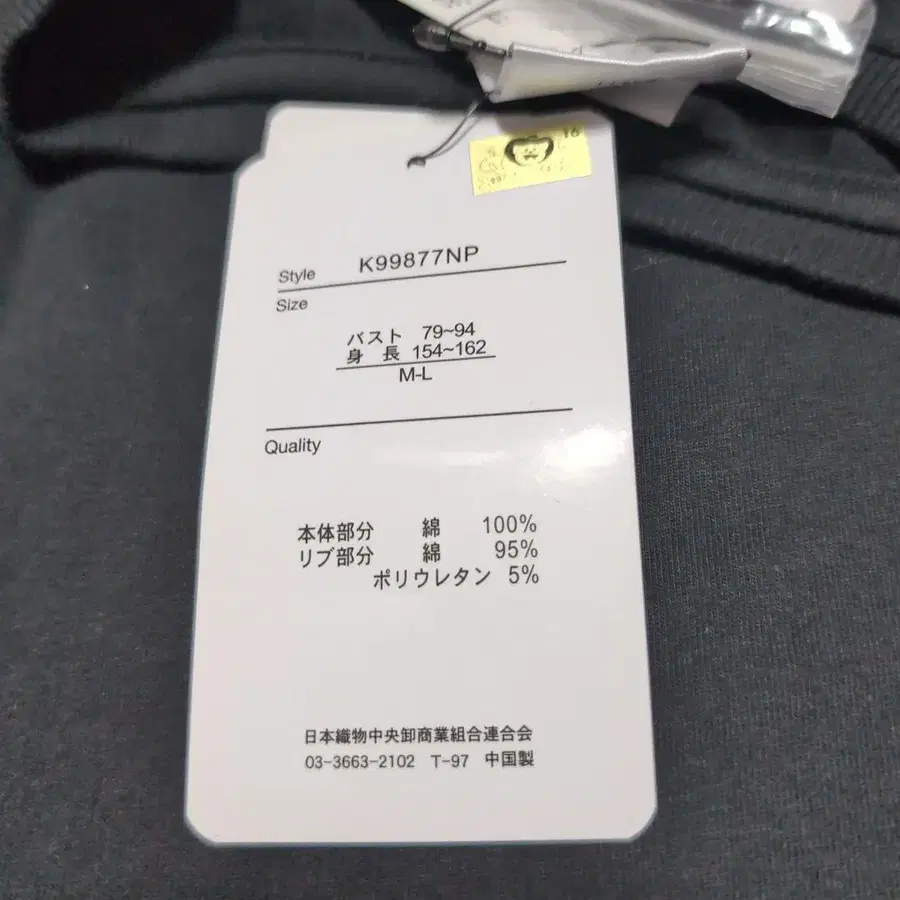 16
Style K99877NP
Size
バスト 79~94
身 長 154~162
M-L
Quality
本体部分 綿 100%
リブ部分 綿 95%
ポリウレタン 5%
日本織物中央卸商業組合連合会
03-3663-2102 T-97 中国製